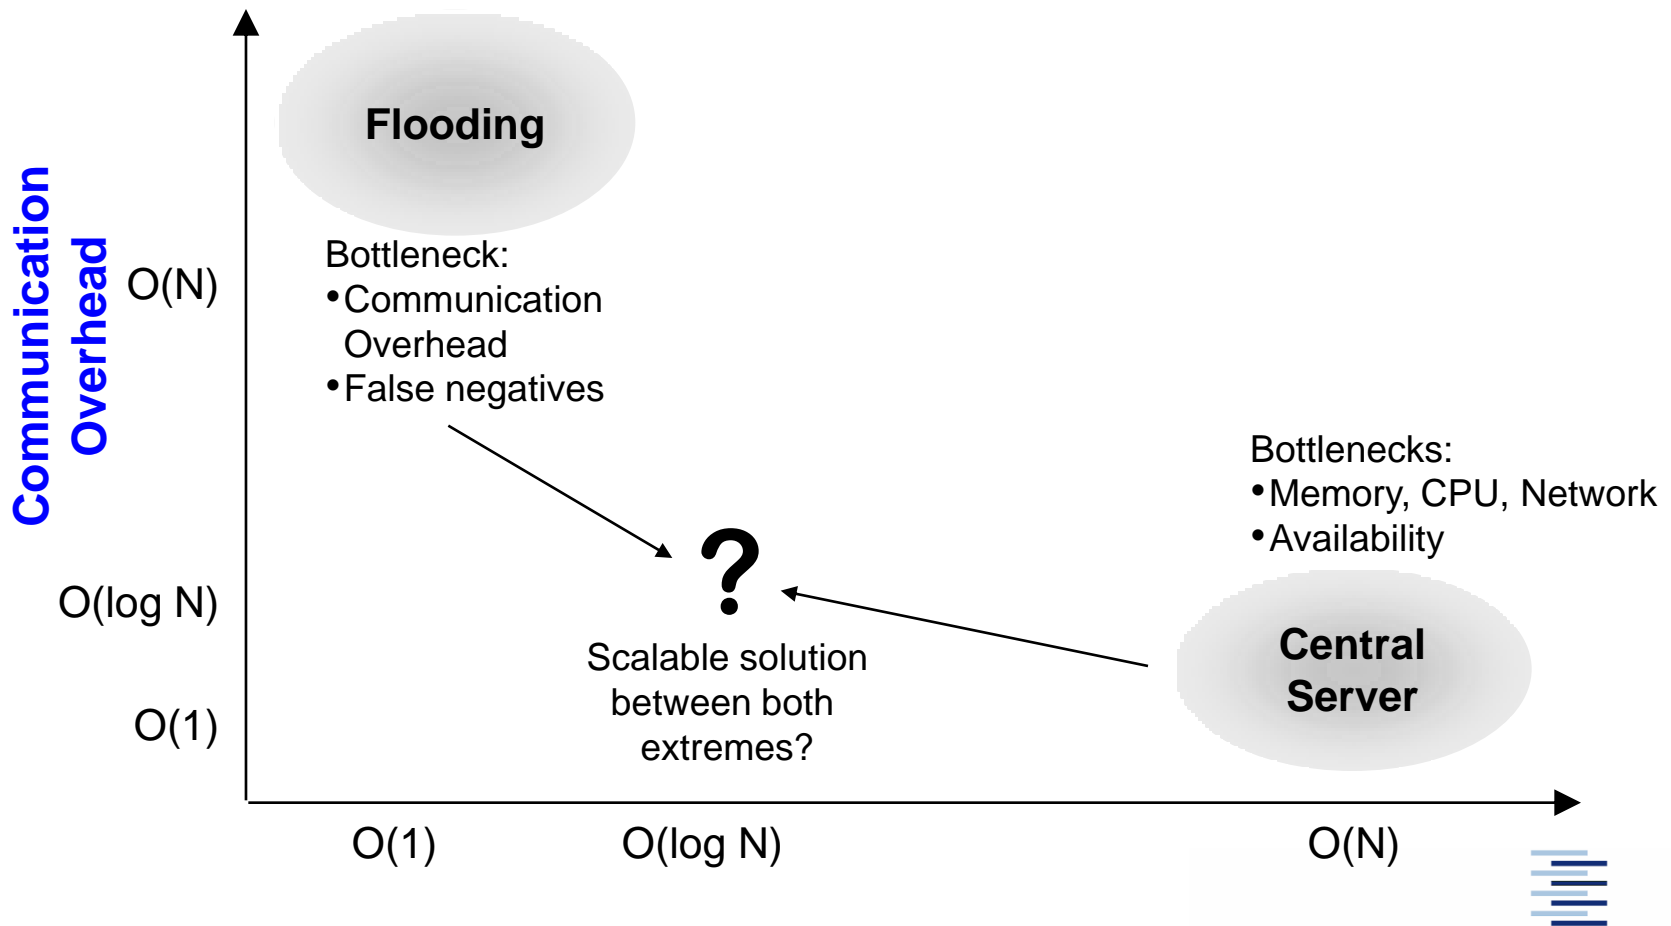 Flooding
Communication
Overhead
O(N)
O(log N)
O(1)
Bottleneck:
•Communication
Overhead
•False negatives
?
Scalable solution
between both
extremes?
Bottlenecks:
•Memory, CPU, Network
•Availability
Central
Server
O(1)
O(log N)
O(N)